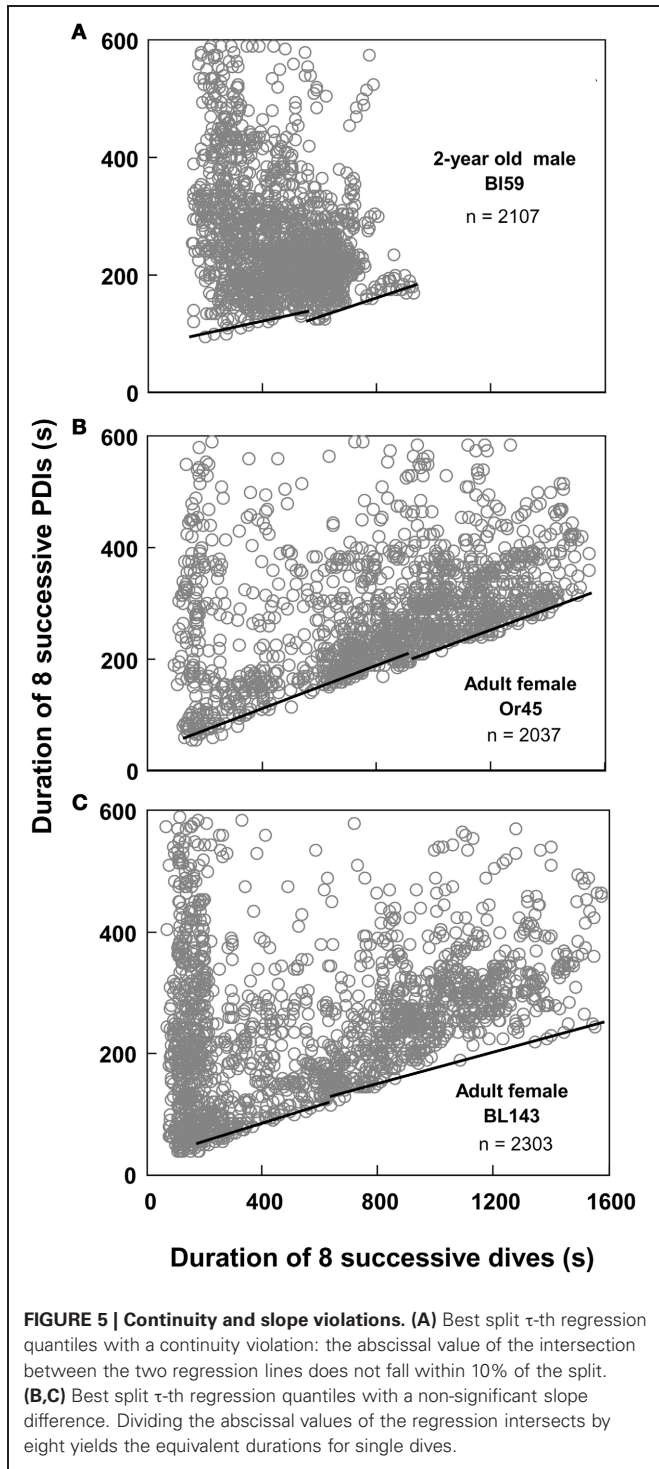 A
600
400
200
0
2-year old male
BI59
n = 2107
B
600
400
200
0
Adult female
Or45
n = 2037
C
600
400
200
0
Adult female
BL143
n = 2303
0 400 800 1200 1600
Duration of 8 successive PDIs (s)
Duration of 8 successive dives (s)
FIGURE 5 | Continuity and slope violations. (A) Best split τ-th regression
quantiles with a continuity violation: the abscissal value of the intersection
between the two regression lines does not fall within 10% of the split.
(B,C) Best split τ-th regression quantiles with a non-significant slope
difference. Dividing the abscissal values of the regression intersects by
eight yields the equivalent durations for single dives.